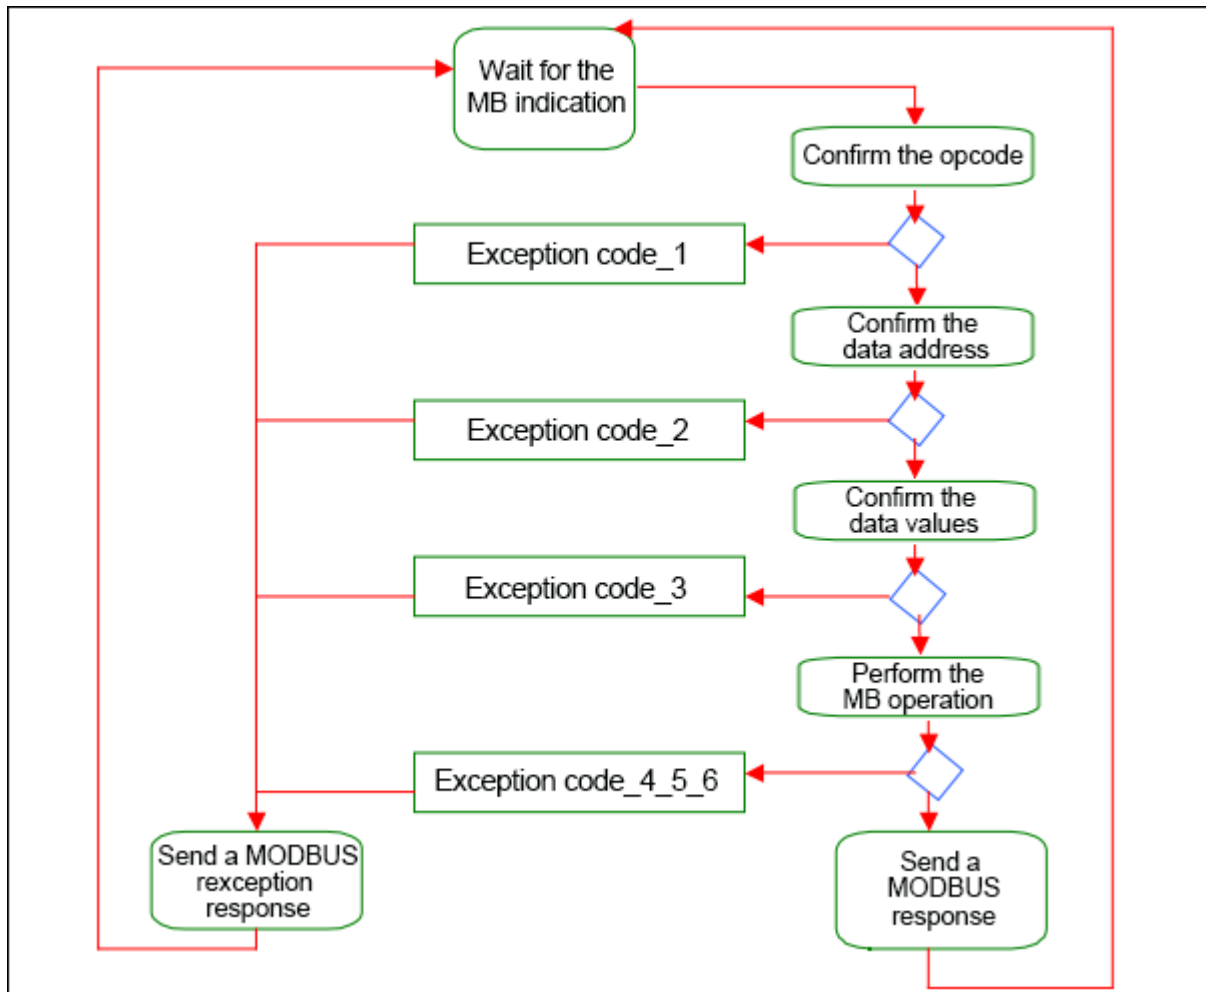 Wait for the
MB indication
Confirm the opcode
Exception code_1
Confirm the
data address
Exception code_2
Confirm the
data values
Exception code_3
Perform the
MB operation
Exception code_4_5_6
Send a MODBUS
rexception
response
Send a
MODBUS
response